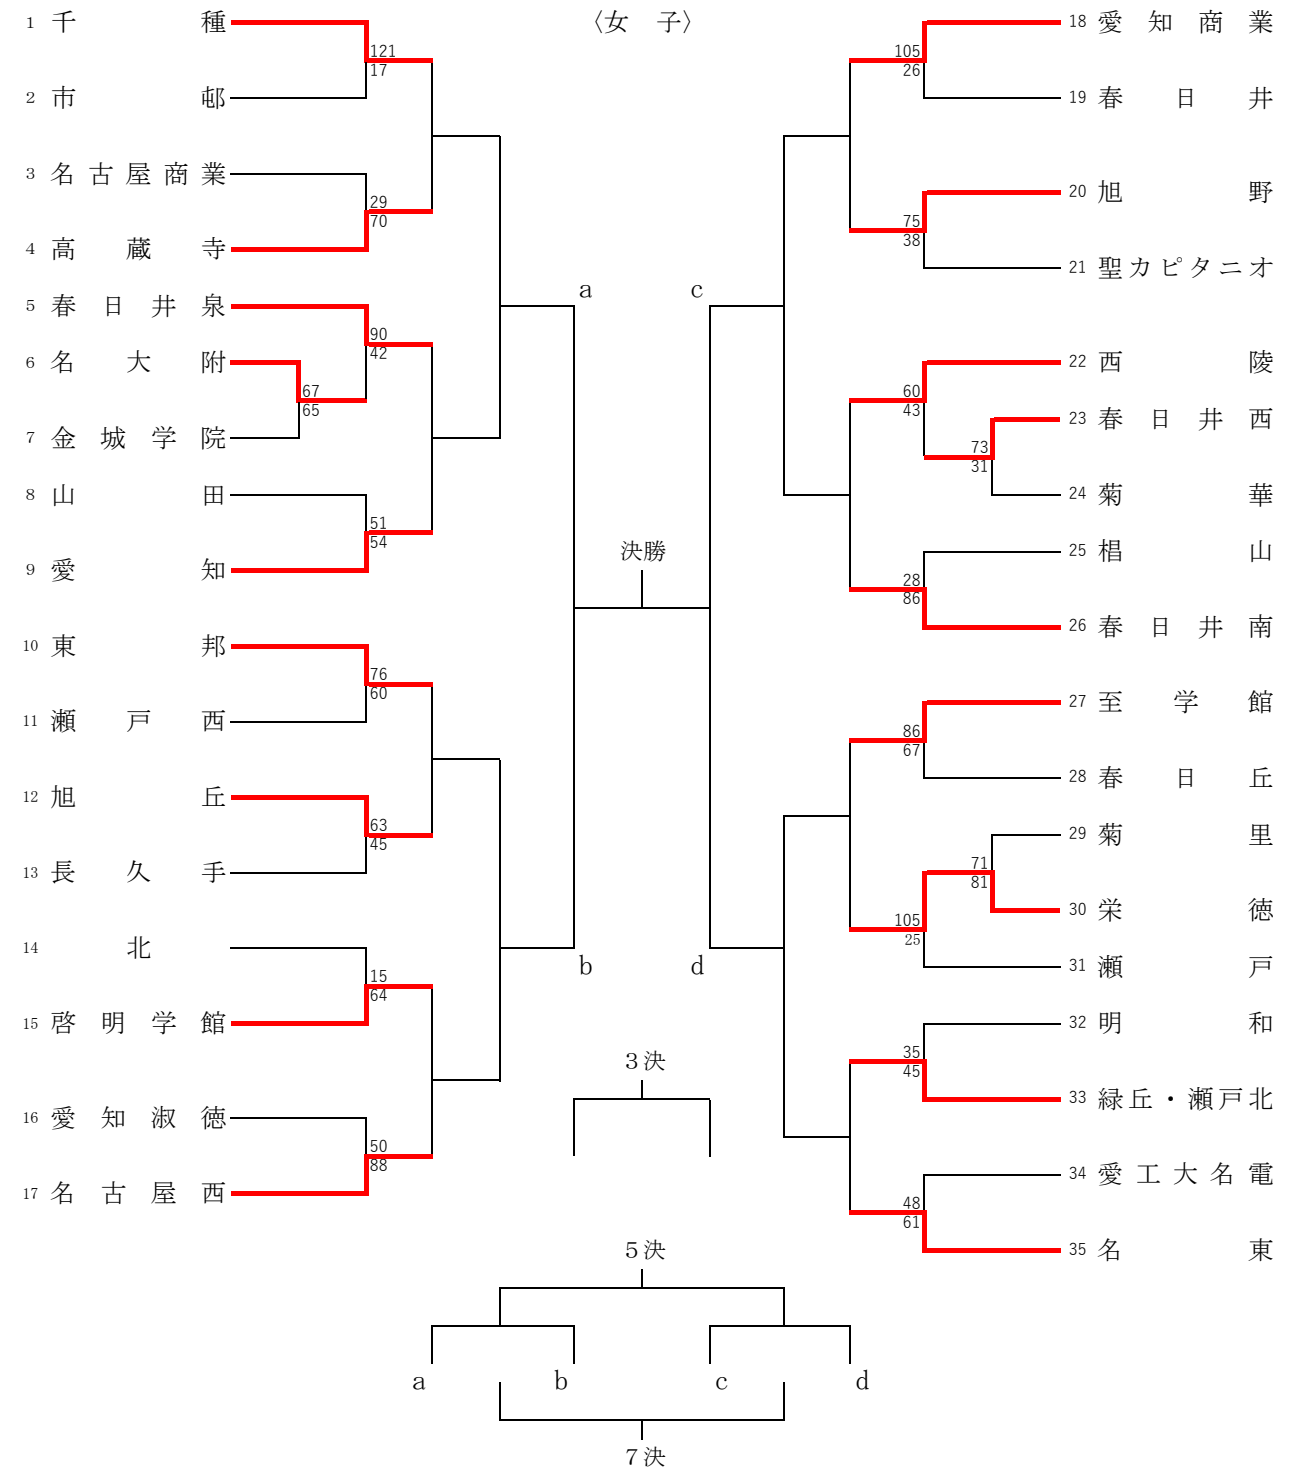 〈女　子〉
1 千種
121
17
2 市邨
3 名古屋商業
29
70
4 高蔵寺
5 春日井泉
90
42
6 名大附
67
65
7 金城学院
8 山田
51
54
9 愛知
10 東邦
76
60
11 瀬戸西
12 旭丘
63
45
13 長久手
14 北
15
64
15 啓明学館
16 愛知淑徳
50
88
17 名古屋西
a
b
決勝
c
d
18 愛知商業
105
26
19 春日井
20 旭野
75
38
21 聖カピタニオ
22 西陵
60
43
23 春日井西
73
31
24 菊華
25 椙山
28
86
26 春日井南
27 至学館
86
67
28 春日丘
29 菊里
71
81
30 栄徳
105
25
31 瀬戸
32 明和
35
45
33 緑丘・瀬戸北
34 愛工大名電
48
61
35 名東
３決
５決
a b c d
７決